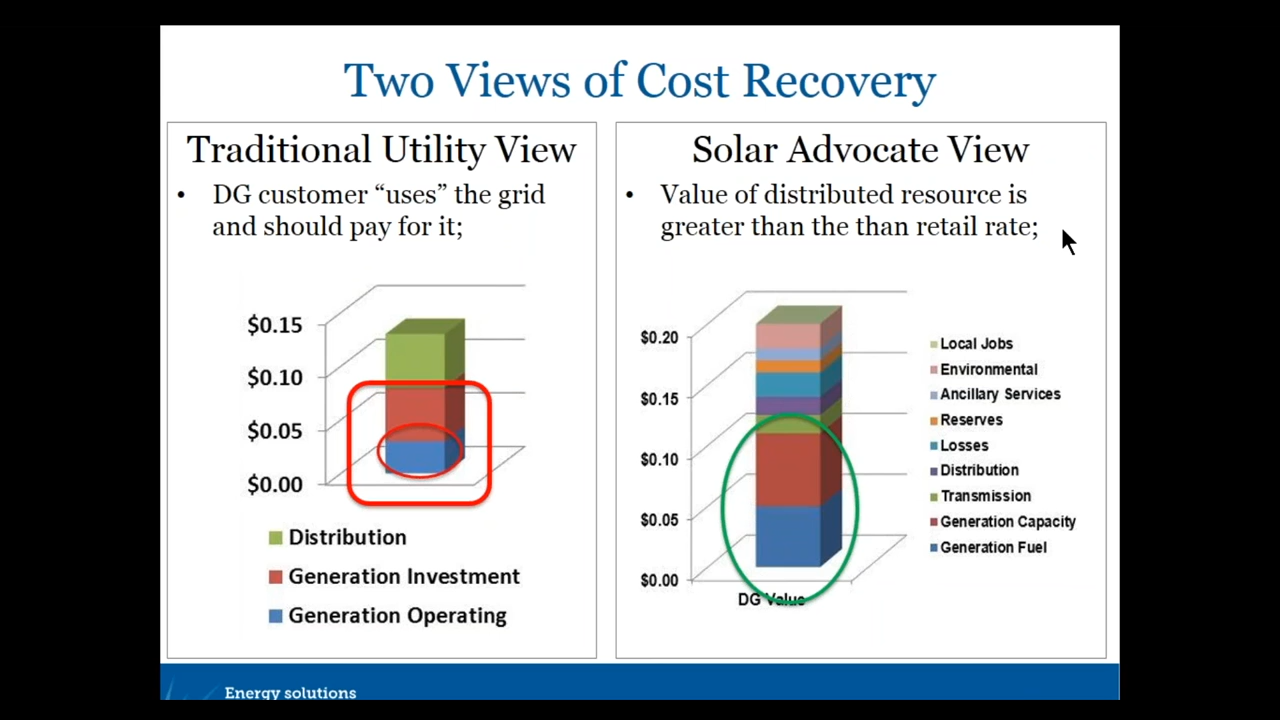 Two Views of Cost Recovery
Traditional Utility View
• DG customer “uses” the grid
and should pay for it;
$0.15
$0.10
$0.05
$0.00
Distribution
Generation Investment
Generation Operating
Solar Advocate View
• Value of distributed resource is
greater than the than retail rate;
$0.20
$0.15
$0.10
$0.05
$0.00
DG Value
Local Jobs
Environmental
Ancillary Services
Reserves
Losses
Distribution
Transmission
Generation Capacity
Generation Fuel
Energy solutions